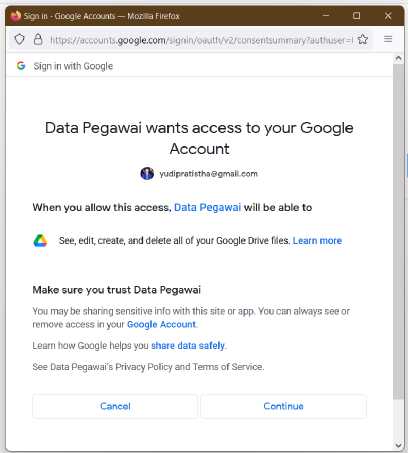 Sign in - Google Accounts — Mozilla Firefox
https://accounts.google.com/signin/oauth/v2/consentsummary?authuser=
Sign in with Google
Data Pegawai wants access to your Google
Account
yudipratistha@gmail.com
When you allow this access, Data Pegawai will be able to
See, edit, create, and delete all of your Google Drive files. Learn more
Make sure you trust Data Pegawai
You may be sharing sensitive info with this site or app. You can always see or
remove access in your Google Account.
Learn how Google helps you share data safely.
See Data Pegawai's Privacy Policy and Terms of Service.
Cancel
Continue